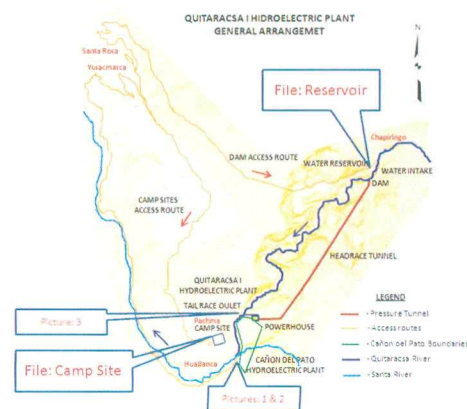 QUITARACSA I HIDROELECTRIC PLANT
GENERAL ARRANGEMET
N
Santa Rosa
Yuracmarca
File: Reservoir
Chapiringo
DAM ACCESS ROUTE
WATER RESERVOIR
WATER INTAKE
DAM
CAMP SITES
ACCESS ROUTE
HEADRACE TUNNEL
QUITARACSA I
HYDROELECTRIC PLANT
TAIL RACE OULET
LEGEND
- Pressure Tunnel
Picture: 3
Pachma
CAMP SITE
POWERHOUSE
- Access routes
- Cañon del Pato Boundaries
File: Camp Site
Huallanca
CAÑON DEL PATO
HYDROELECTRIC PLANT
- Quitaracsa River
- Santa River
Pictures: 1 & 2